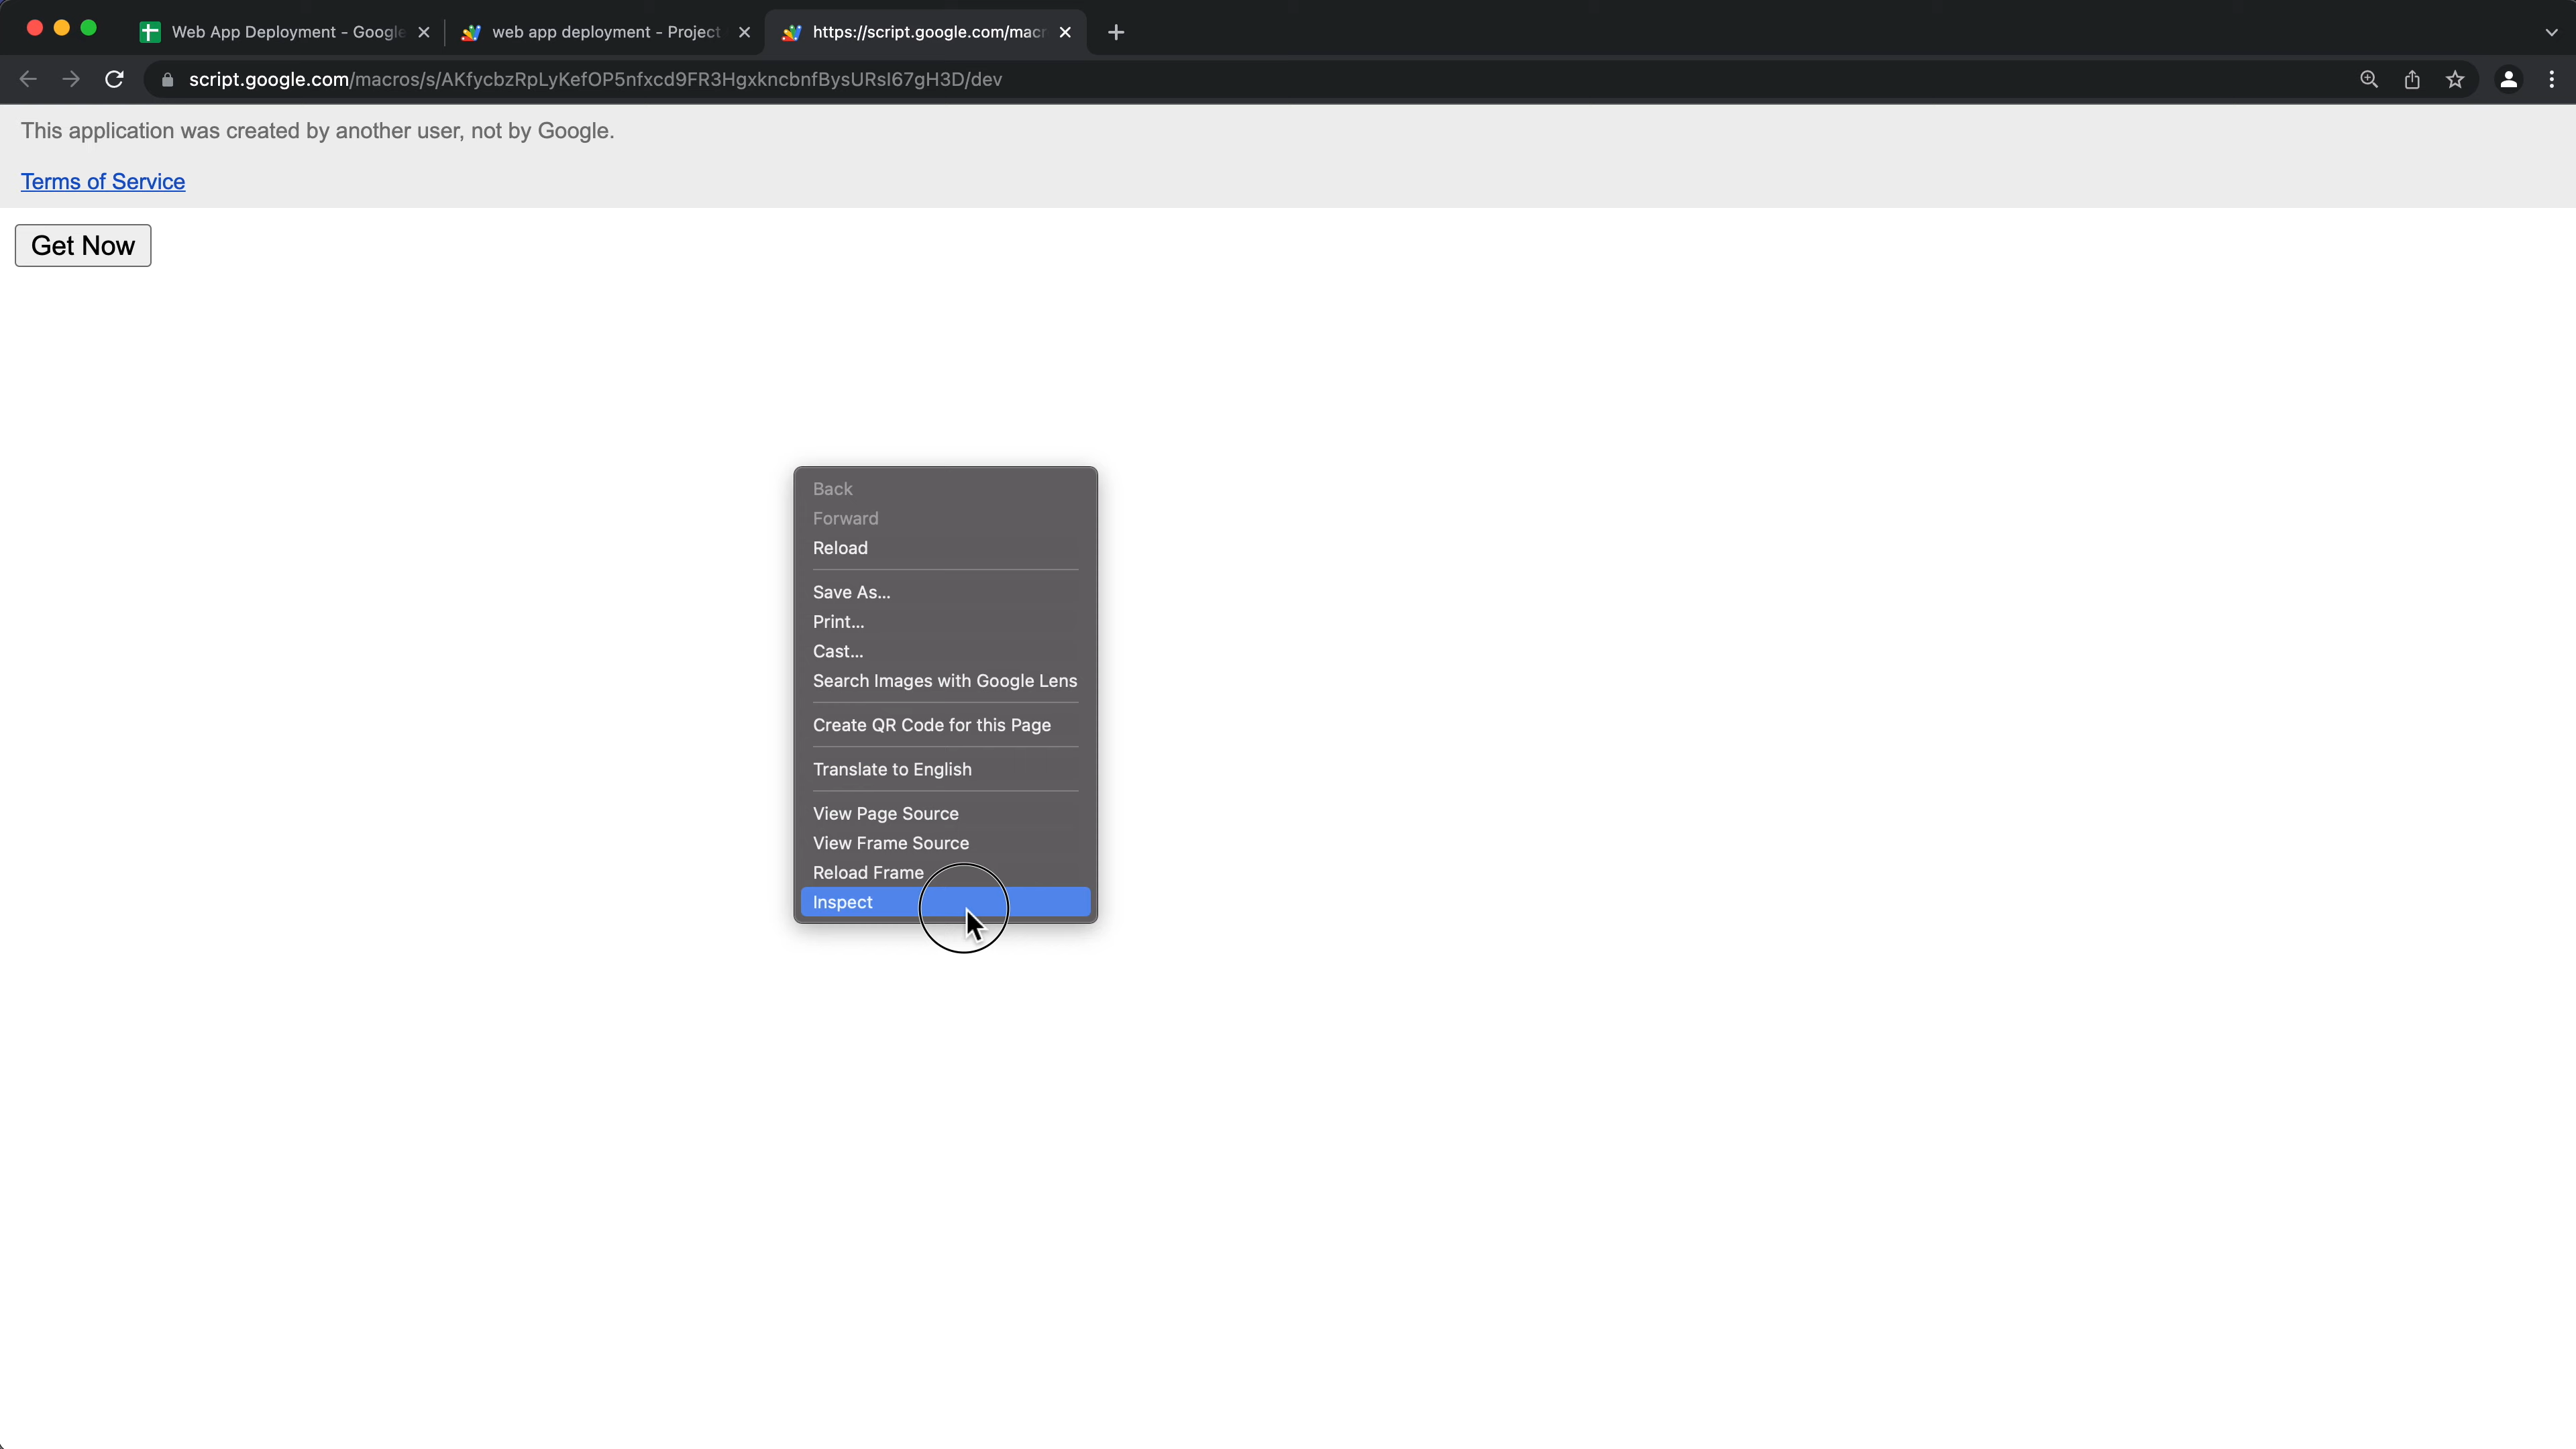 Web App Deployment - Google
web app deployment - Project
https://script.google.com/macr
script.google.com/macros/s/AKfycbzRpLyKefOP5nfxcd9FR3HgxkncbnfBysURsI67gH3D/dev
This application was created by another user, not by Google.
Terms of Service
Get Now
Back
Forward
Reload
Save As...
Print...
Cast...
Search Images with Google Lens
Create QR Code for this Page
Translate to English
View Page Source
View Frame Source
Reload Frame
Inspect